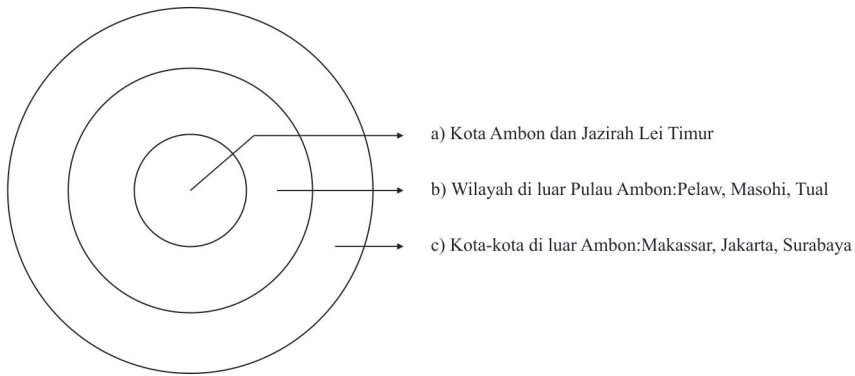 a) Kota Ambon dan Jazirah Lei Timur
b) Wilayah di luar Pulau Ambon:Pelaw, Masohi, Tual
c) Kota-kota di luar Ambon:Makassar, Jakarta, Surabaya